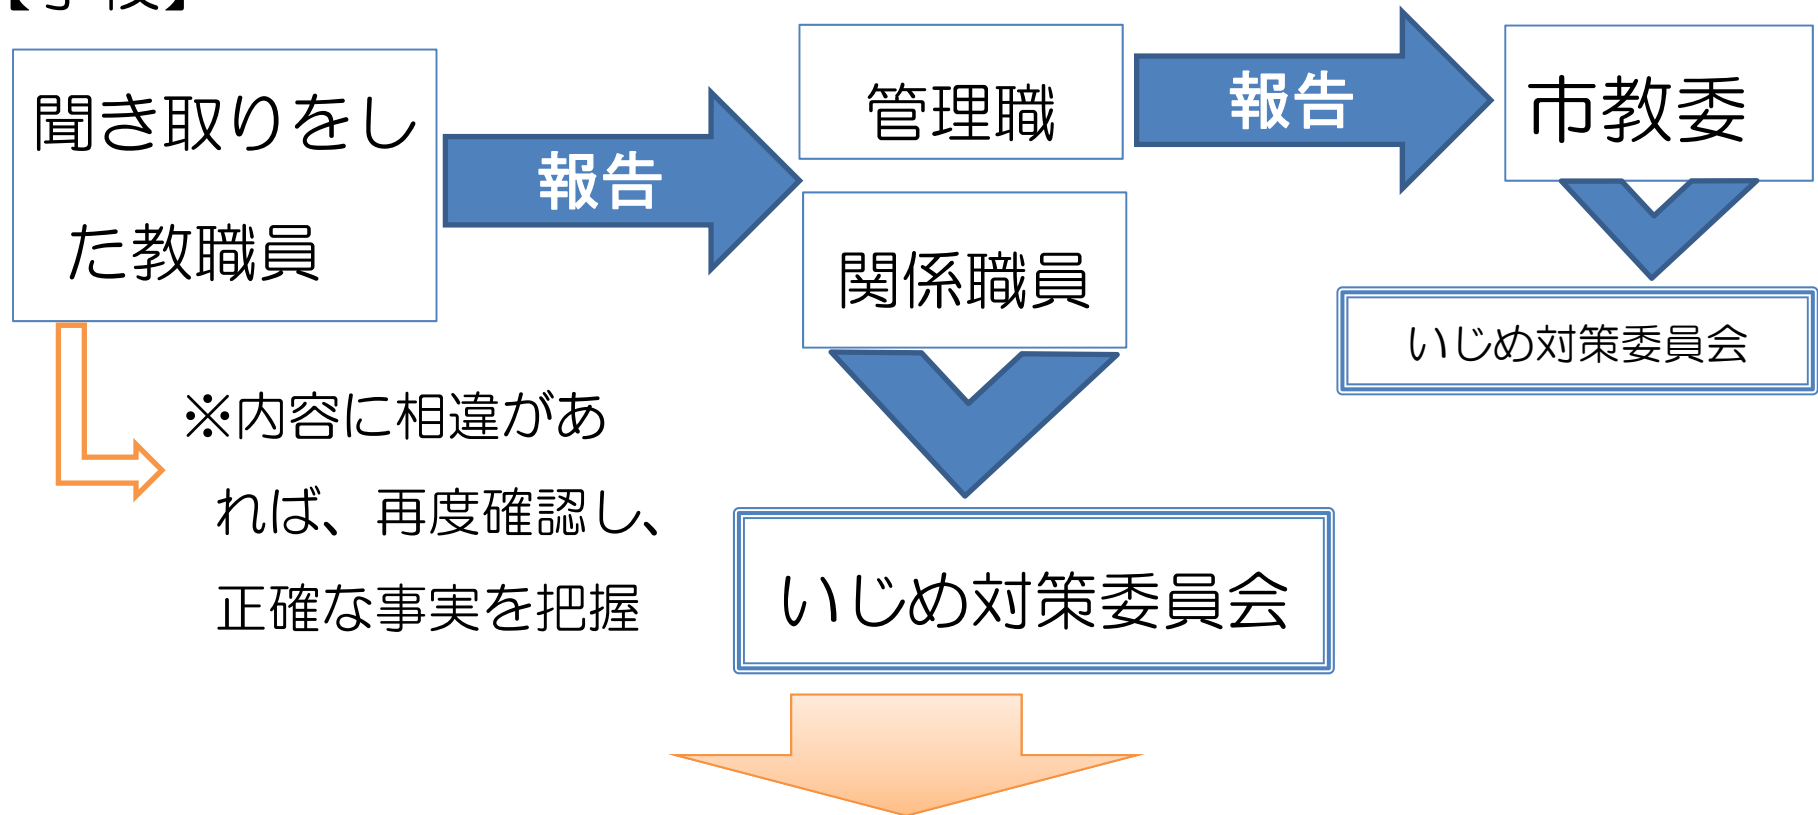 聞き取りをし
た教職員
報告
管理職
関係職員
報告
市教委
いじめ対策委員会
※内容に相違があ
れば、再度確認し、
正確な事実を把握
いじめ対策委員会